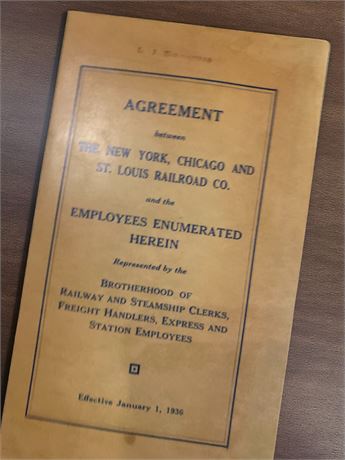 AGREEMENT
between
THE NEW YORK, CHICAGO AND
ST. LOUIS RAILROAD CO.
and the
EMPLOYEES ENUMERATED
HEREIN
Represented by the
BROTHERHOOD OF
RAILWAY AND STEAMSHIP CLERKS,
FREIGHT HANDLERS, EXPRESS AND
STATION EMPLOYEES
Effective January 1, 1936